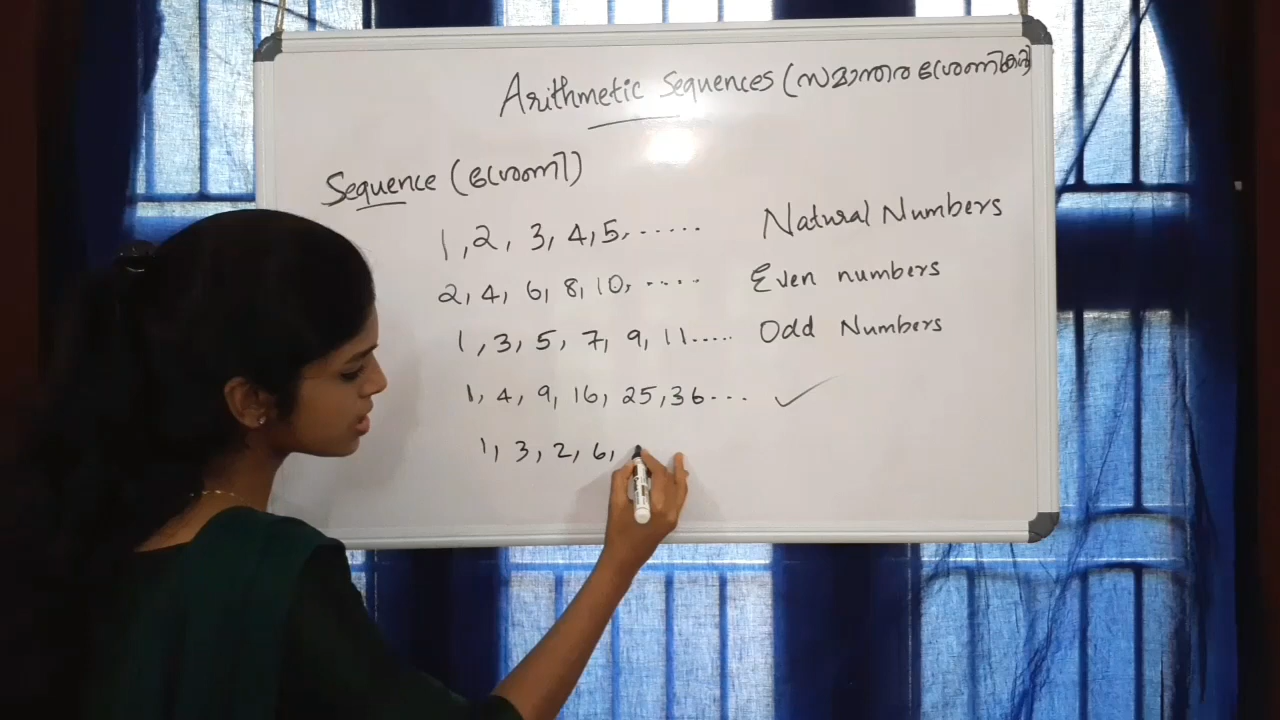 Arithmetic Sequences (സമാന്തര ശ്രേണികൾ)
Sequence (ശ്രേണി)
1, 2, 3, 4, 5, ...... Natural Numbers
2, 4, 6, 8, 10, ..... Even numbers
1, 3, 5, 7, 9, 11..... Odd Numbers
1, 4, 9, 16, 25, 36... ✓
1, 3, 2, 6,